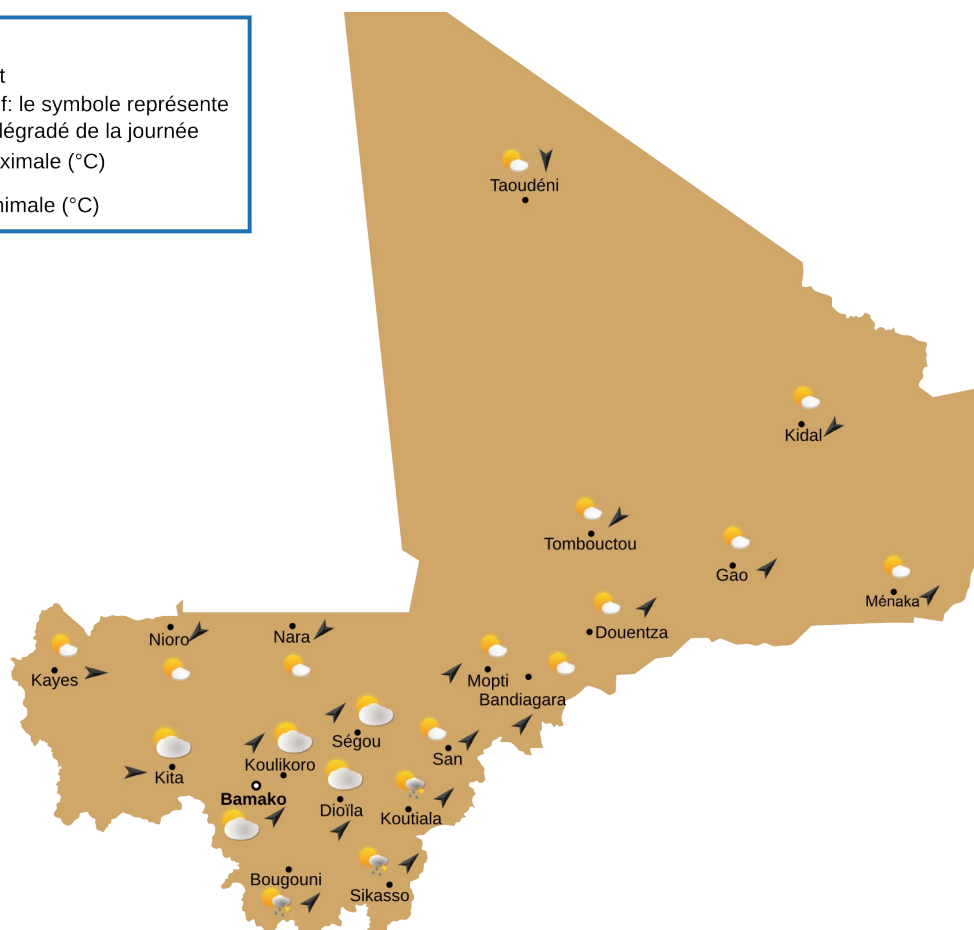 t
f: le symbole représente
dégradé de la journée
ximale (°C)
nimale (°C)
Taoudéni
Kidal
Tombouctou
Gao
Ménaka
Douentza
Nioro
Nara
Kayes
Mopti
Bandiagara
Ségou
San
Koulikoro
Kita
Bamako
Dioïla
Koutiala
Bougouni
Sikasso